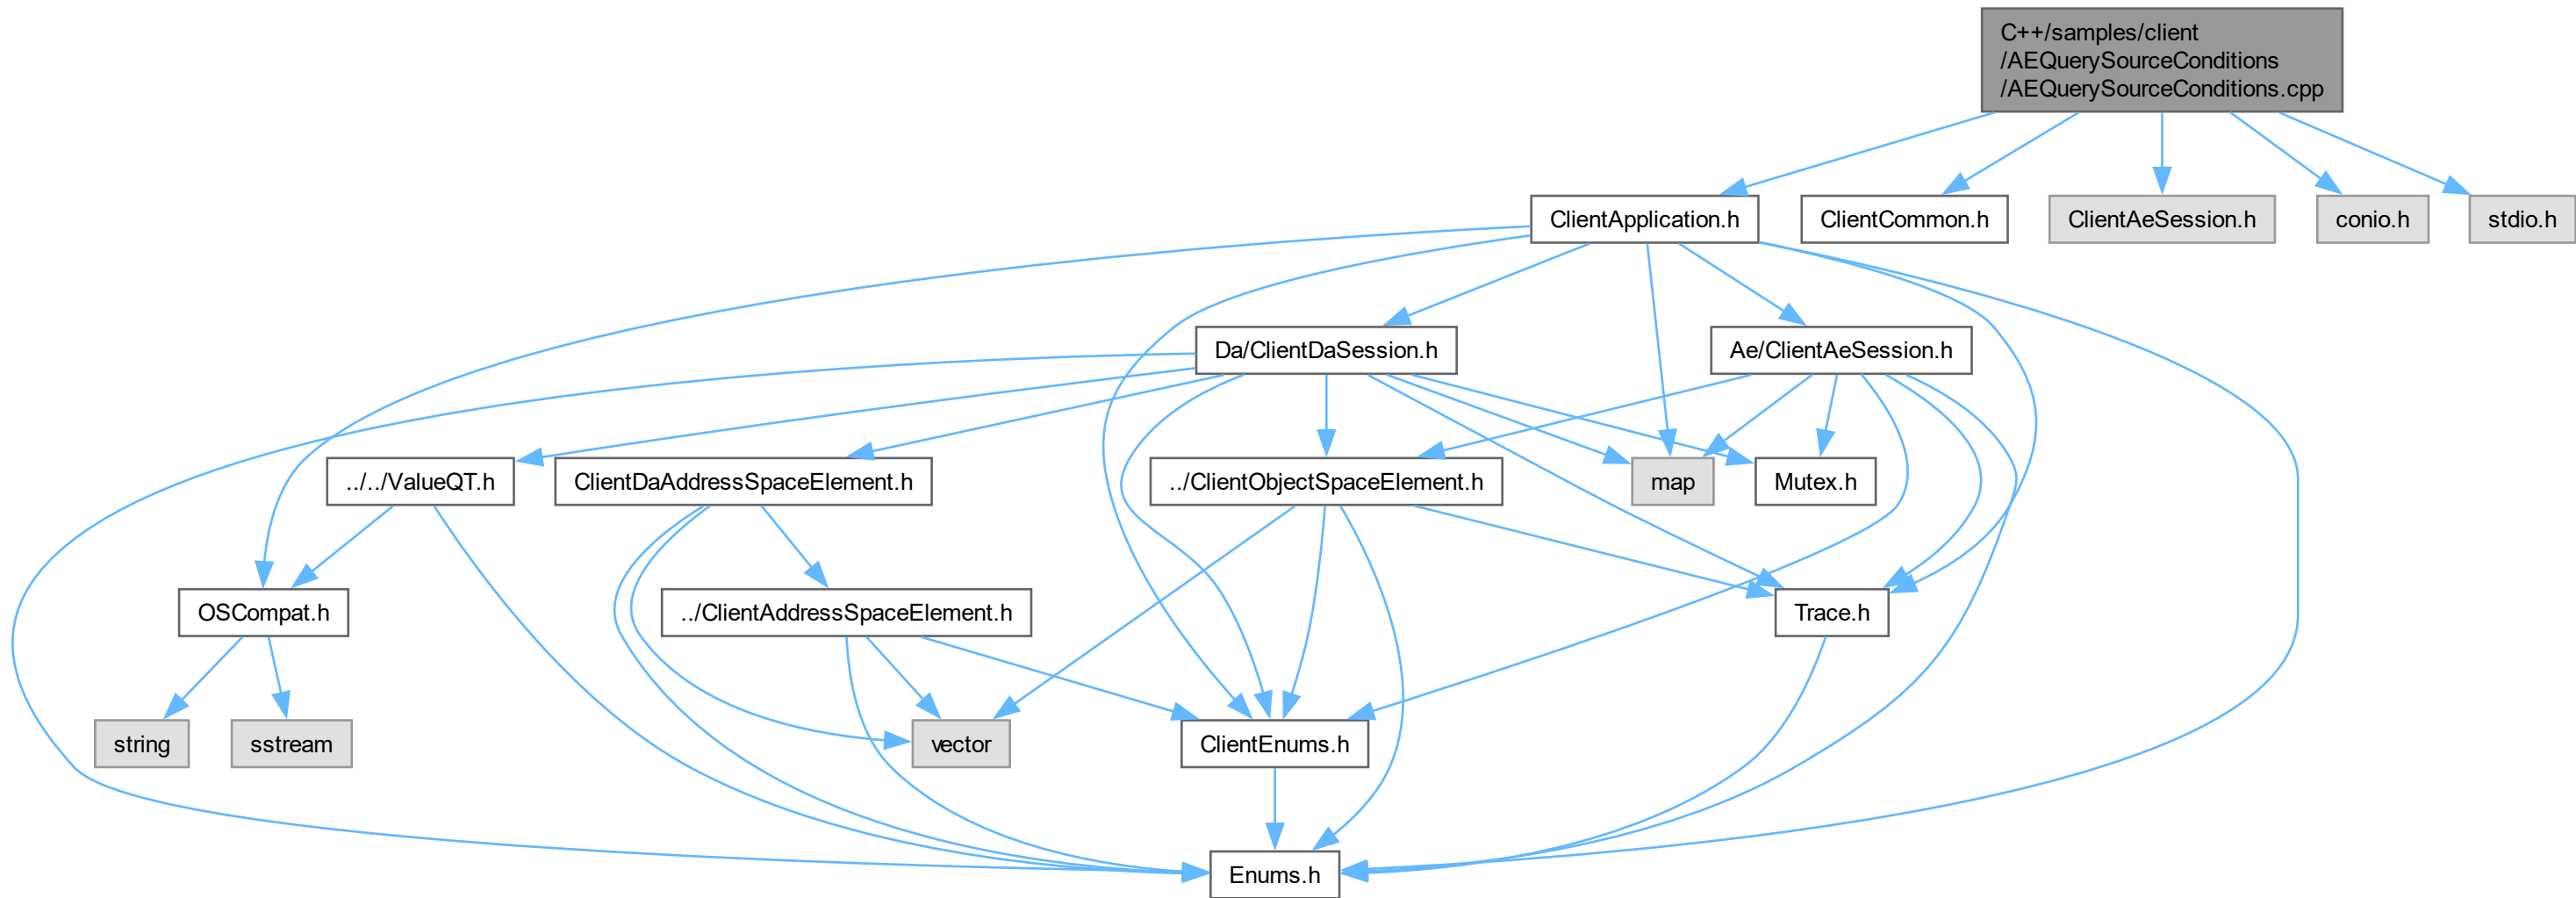 C++/samples/client
/AEQuerySourceConditions
/AEQuerySourceConditions.cpp
ClientApplication.h
ClientCommon.h
ClientAeSession.h
conio.h
stdio.h
Da/ClientDaSession.h
Ae/ClientAeSession.h
../../ValueQT.h
ClientDaAddressSpaceElement.h
../ClientObjectSpaceElement.h
map
Mutex.h
OSCompat.h
../ClientAddressSpaceElement.h
Trace.h
string
sstream
vector
ClientEnums.h
Enums.h